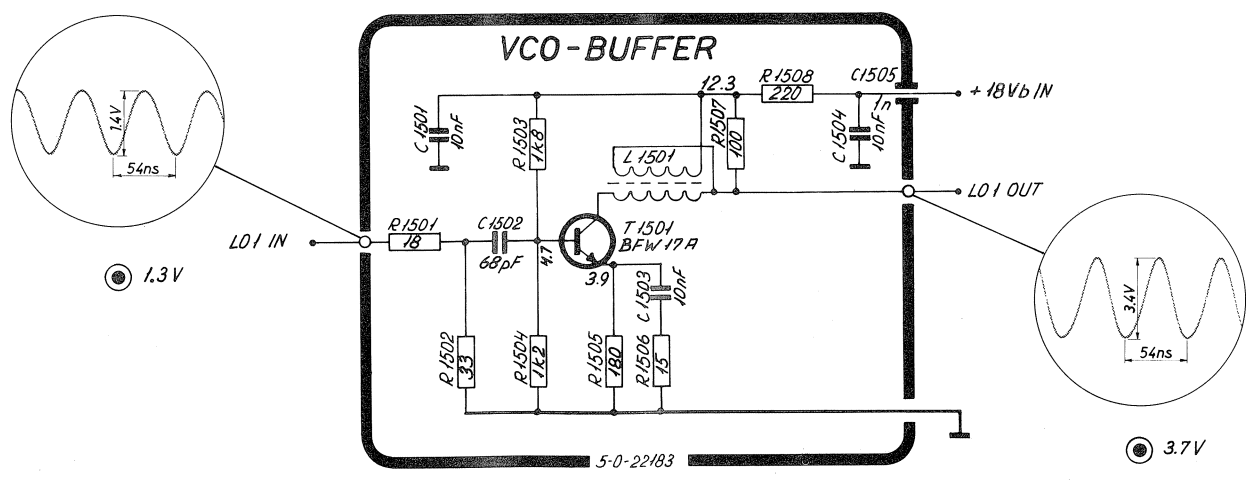 VCO-BUFFER
1.4V
54ns
C1501
10nF
R1503
1k8
12.3
R1508
220
C1505
1n
+18Vb IN
R1507
100
C1504
10nF
L1501
LO1 OUT
LO1 IN
R1501
18
C1502
68pF
4.7
T1501
BFW17A
3.9
C1503
10nF
1.3V
R1502
33
R1504
1k2
R1505
180
R1506
15
3.4V
54ns
5-0-22183
3.7V